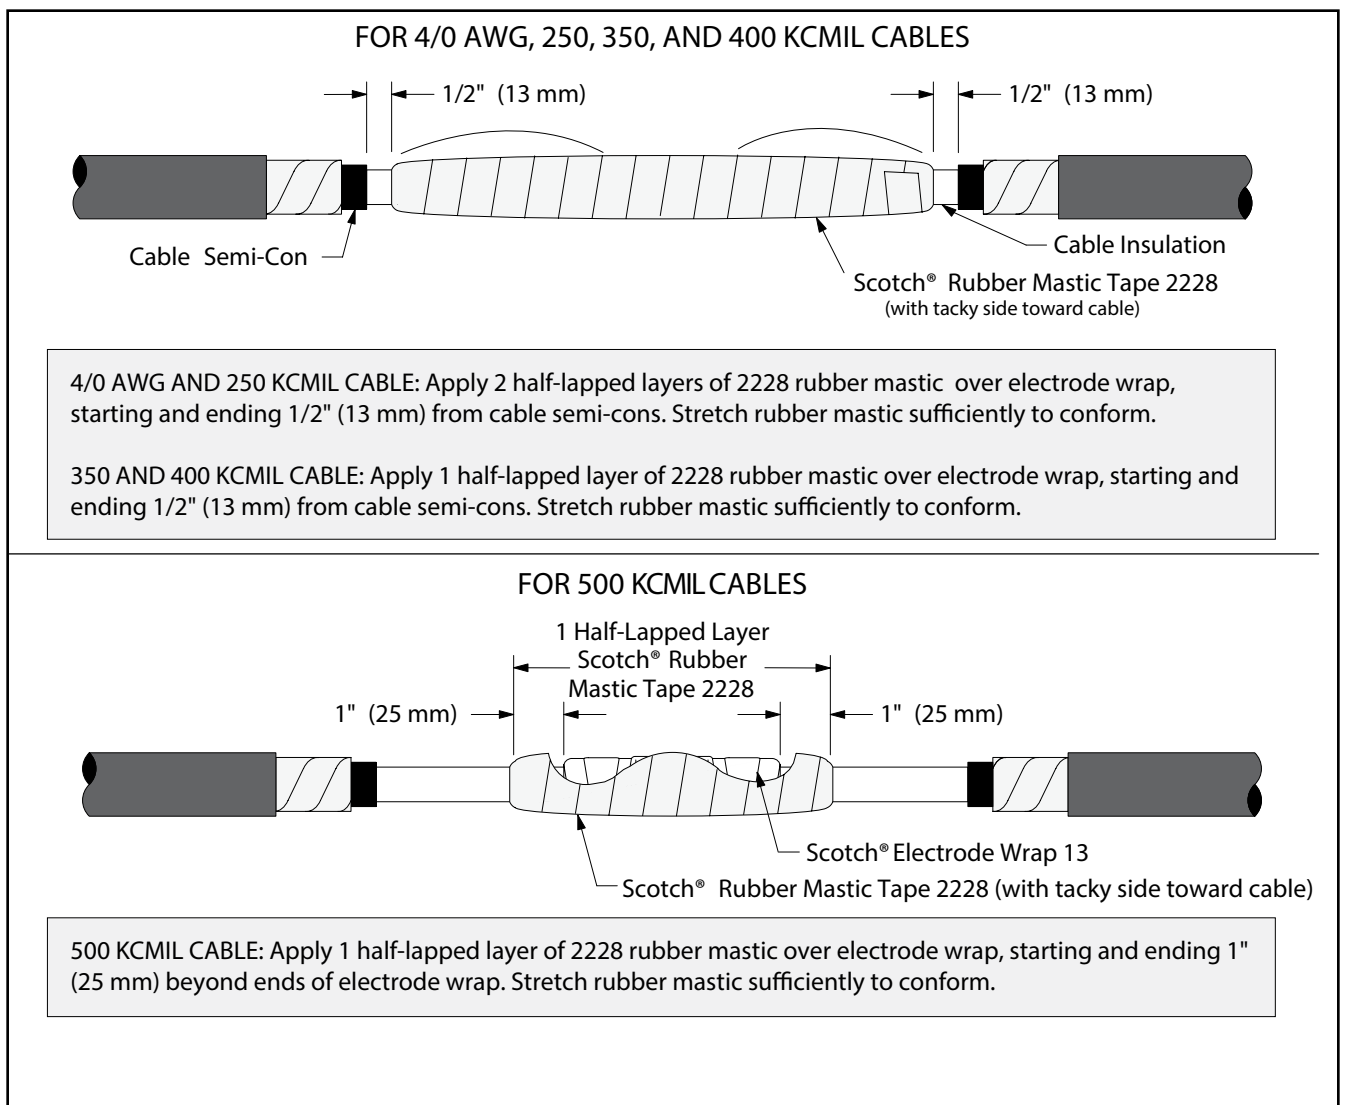 FOR 4/0 AWG, 250, 350, AND 400 KCMIL CABLES
1/2" (13 mm)
1/2" (13 mm)
Cable Semi-Con
Cable Insulation
Scotch® Rubber Mastic Tape 2228
(with tacky side toward cable)
4/0 AWG AND 250 KCMIL CABLE: Apply 2 half-lapped layers of 2228 rubber mastic over electrode wrap,
starting and ending 1/2" (13 mm) from cable semi-cons. Stretch rubber mastic sufficiently to conform.
350 AND 400 KCMIL CABLE: Apply 1 half-lapped layer of 2228 rubber mastic over electrode wrap, starting and
ending 1/2" (13 mm) from cable semi-cons. Stretch rubber mastic sufficiently to conform.
FOR 500 KCMIL CABLES
1 Half-Lapped Layer
Scotch® Rubber
Mastic Tape 2228
1" (25 mm)
1" (25 mm)
Scotch® Electrode Wrap 13
Scotch® Rubber Mastic Tape 2228 (with tacky side toward cable)
500 KCMIL CABLE: Apply 1 half-lapped layer of 2228 rubber mastic over electrode wrap, starting and ending 1"
(25 mm) beyond ends of electrode wrap. Stretch rubber mastic sufficiently to conform.